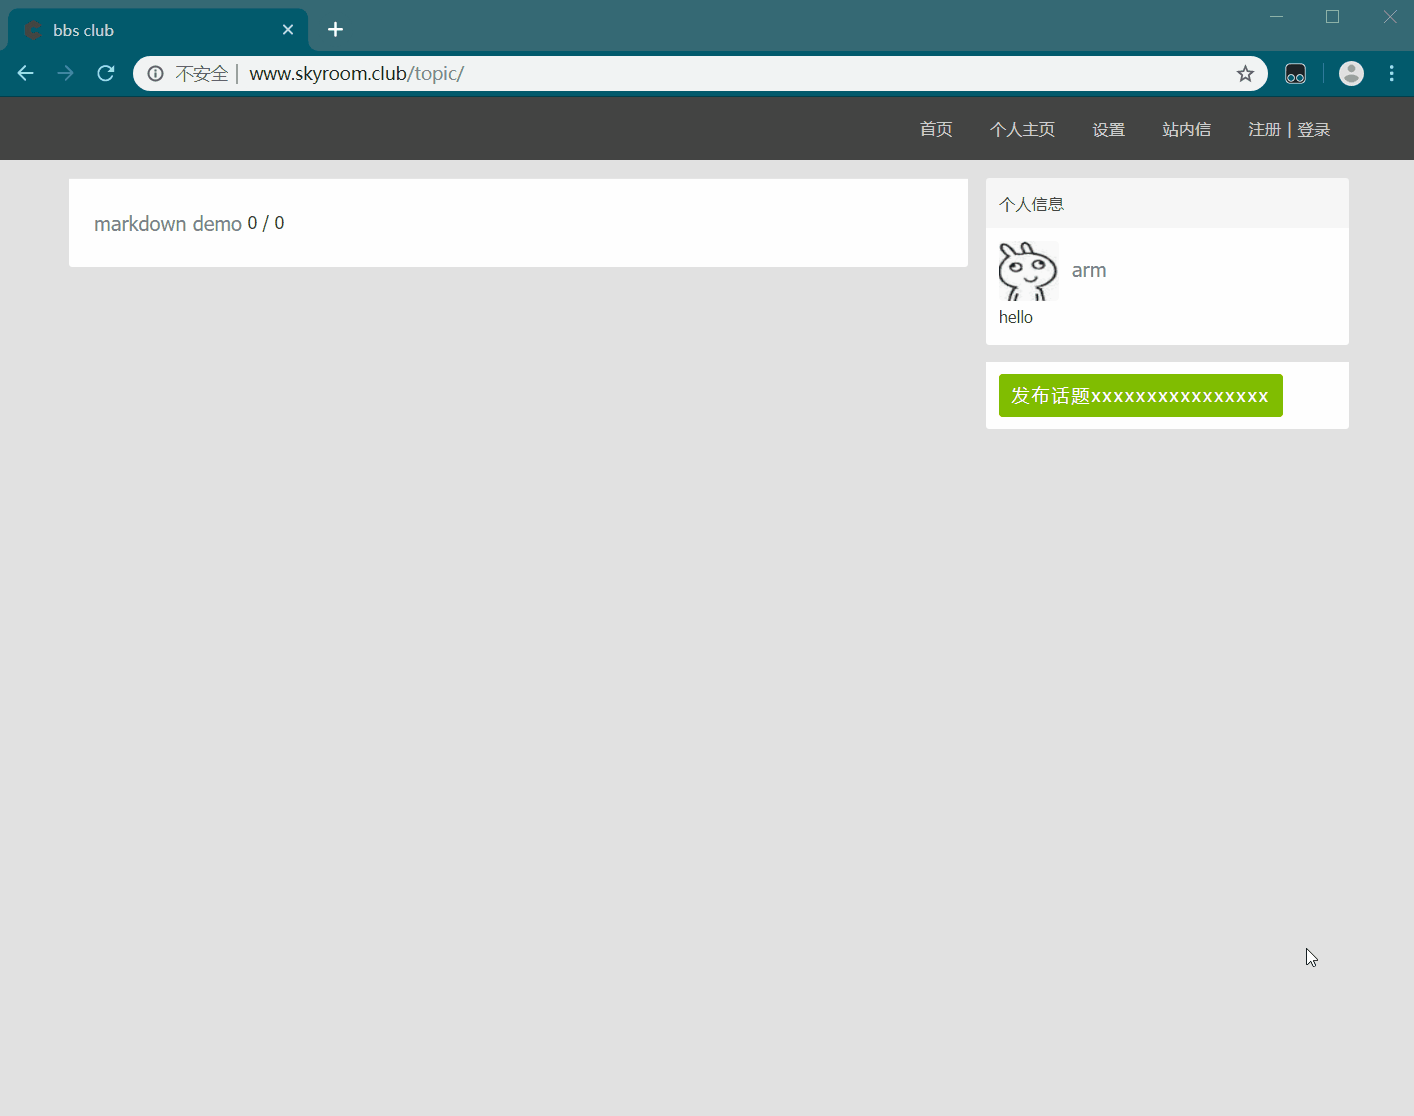 bbs club
不安全 | www.skyroom.club/topic/
首页 个人主页 设置 站内信 注册 | 登录
markdown demo 0 / 0
个人信息
arm
hello
发布话题xxxxxxxxxxxxxxxx